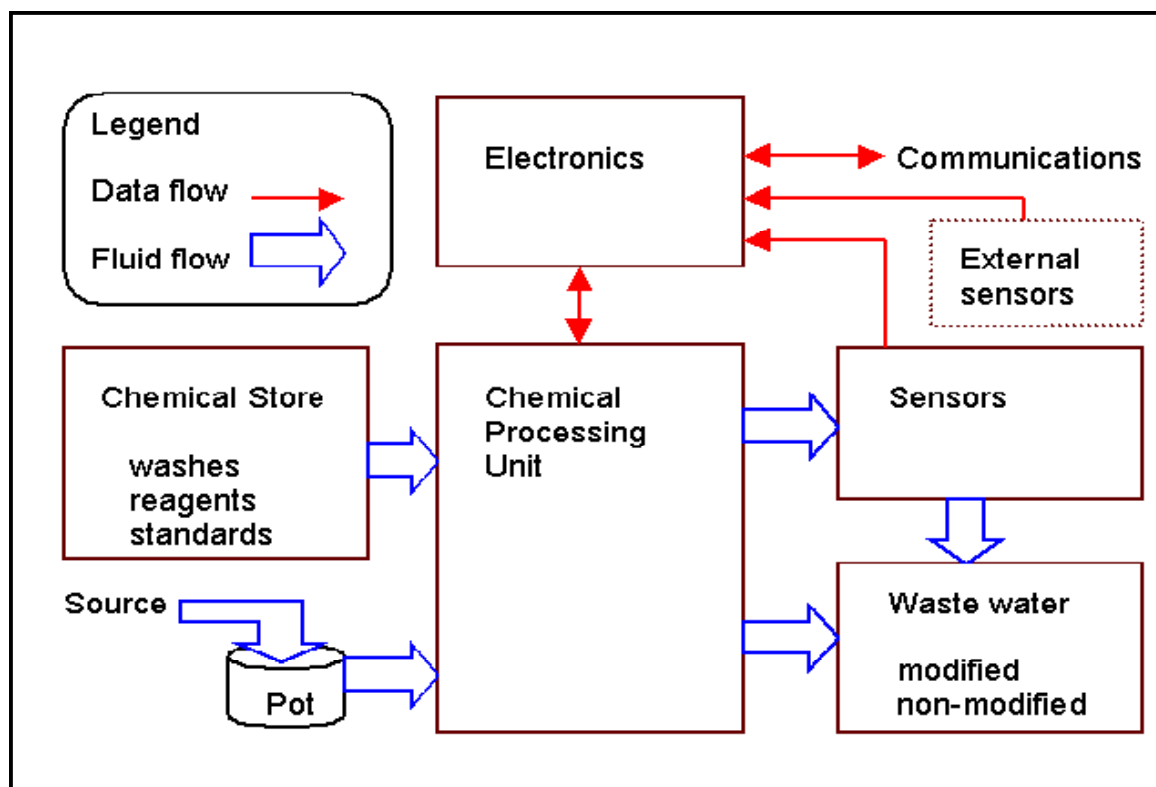 Legend
Data flow
Fluid flow
Electronics
Communications
External
sensors
Chemical Store
washes
reagents
standards
Chemical
Processing
Unit
Sensors
Source
Pot
Waste water
modified
non-modified